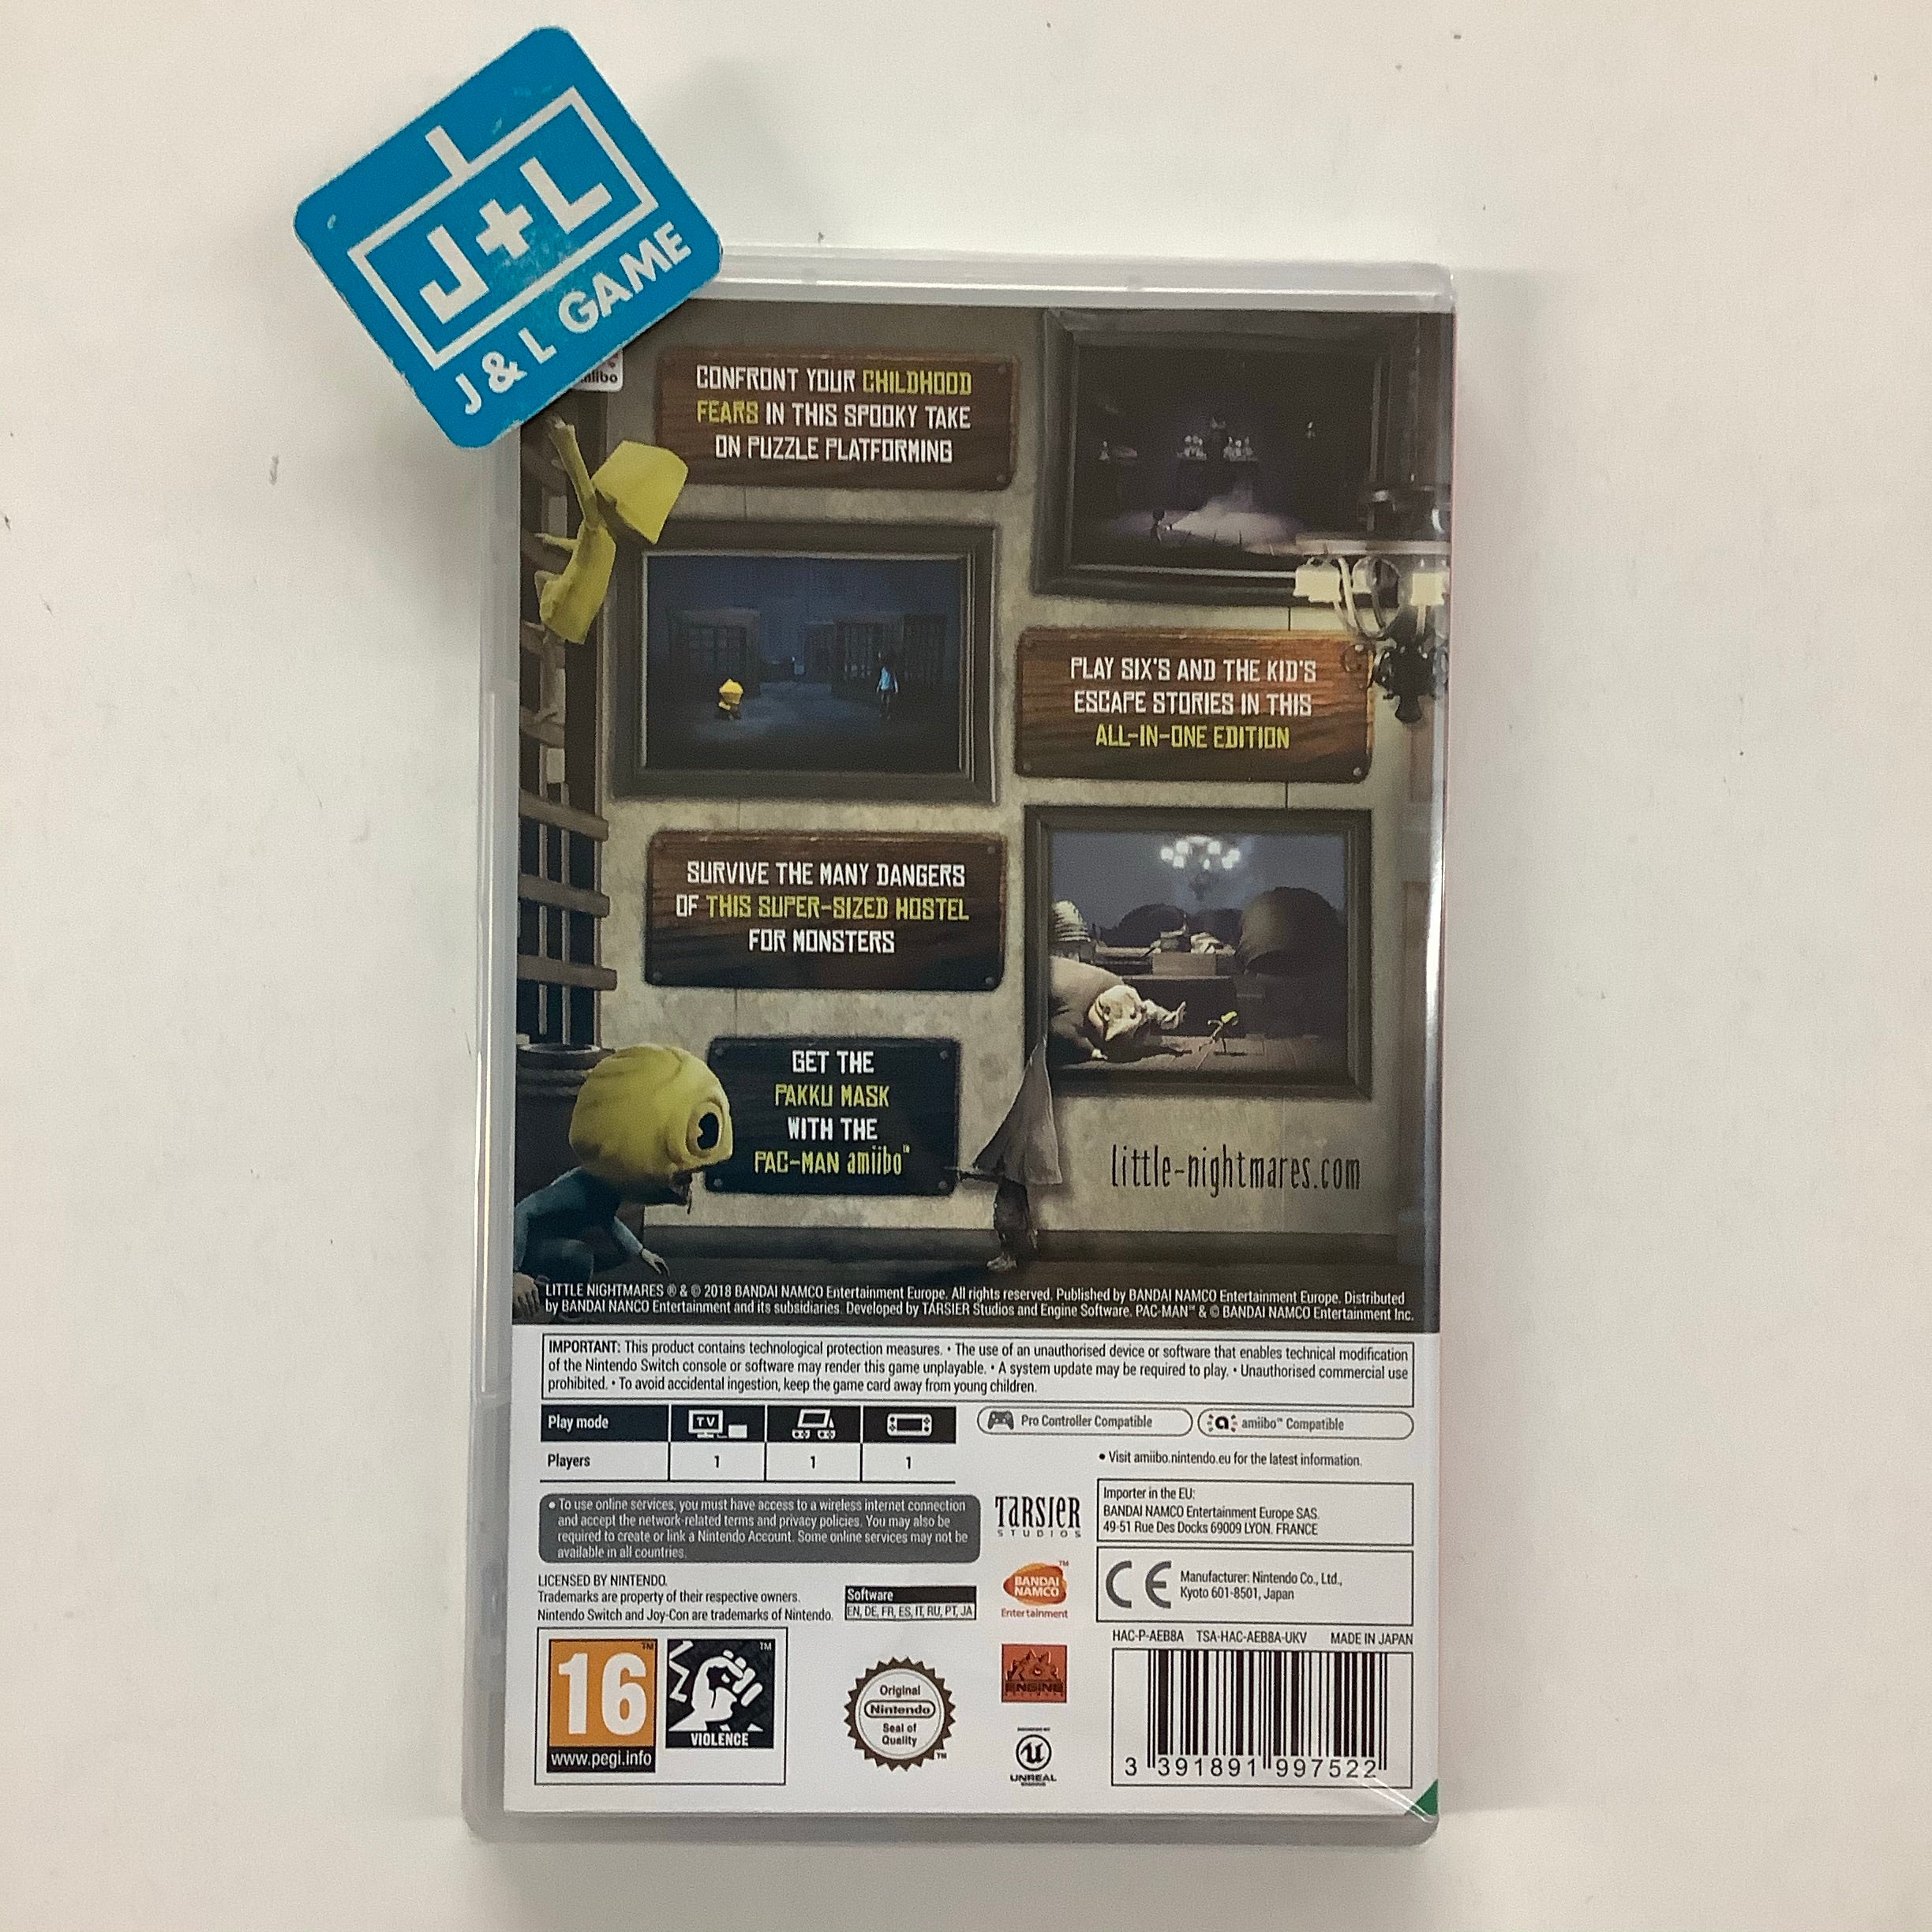 J+L
J & L GAME
amiibo
CONFRONT YOUR CHILDHOOD
FEARS IN THIS SPOOKY TAKE
ON PUZZLE PLATFORMING
PLAY SIX'S AND THE KID'S
ESCAPE STORIES IN THIS
ALL-IN-ONE EDITION
SURVIVE THE MANY DANGERS
OF THIS SUPER-SIZED HOSTEL
FOR MONSTERS
GET THE
PAKKU MASK
WITH THE
PAC-MAN amiibo™
little-nightmares.com
LITTLE NIGHTMARES ® & © 2018 BANDAI NAMCO Entertainment Europe. All rights reserved. Published by BANDAI NAMCO Entertainment Europe. Distributed
by BANDAI NANCO Entertainment and its subsidiaries. Developed by TARSIER Studios and Engine Software. PAC-MAN™ & © BANDAI NAMCO Entertainment Inc.
IMPORTANT: This product contains technological protection measures. • The use of an unauthorised device or software that enables technical modification
of the Nintendo Switch console or software may render this game unplayable. • A system update may be required to play. • Unauthorised commercial use
prohibited. • To avoid accidental ingestion, keep the game card away from young children.
Play mode
TV
Players 1 1 1
Pro Controller Compatible
amiibo™ Compatible
• Visit amiibo.nintendo.eu for the latest information.
• To use online services, you must have access to a wireless internet connection
and accept the network-related terms and privacy policies. You may also be
required to create or link a Nintendo Account. Some online services may not be
available in all countries.
TARSIER
STUDIOS
Importer in the EU:
BANDAI NAMCO Entertainment Europe SAS.
49-51 Rue Des Docks 69009 LYON. FRANCE
LICENSED BY NINTENDO.
Trademarks are property of their respective owners.
Nintendo Switch and Joy-Con are trademarks of Nintendo.
Software
EN, DE, FR, ES, IT, RU, PT, JA
BANDAI
NAMCO
™
Entertainment
CE
Manufacturer: Nintendo Co., Ltd.,
Kyoto 601-8501, Japan
HAC-P-AEB8A TSA-HAC-AEB8A-UKV MADE IN JAPAN
16
™
www.pegi.info
™
VIOLENCE
Original
Nintendo
Seal of
Quality
™
ENGINE
UNREAL
ENGINE
3 391891 997522